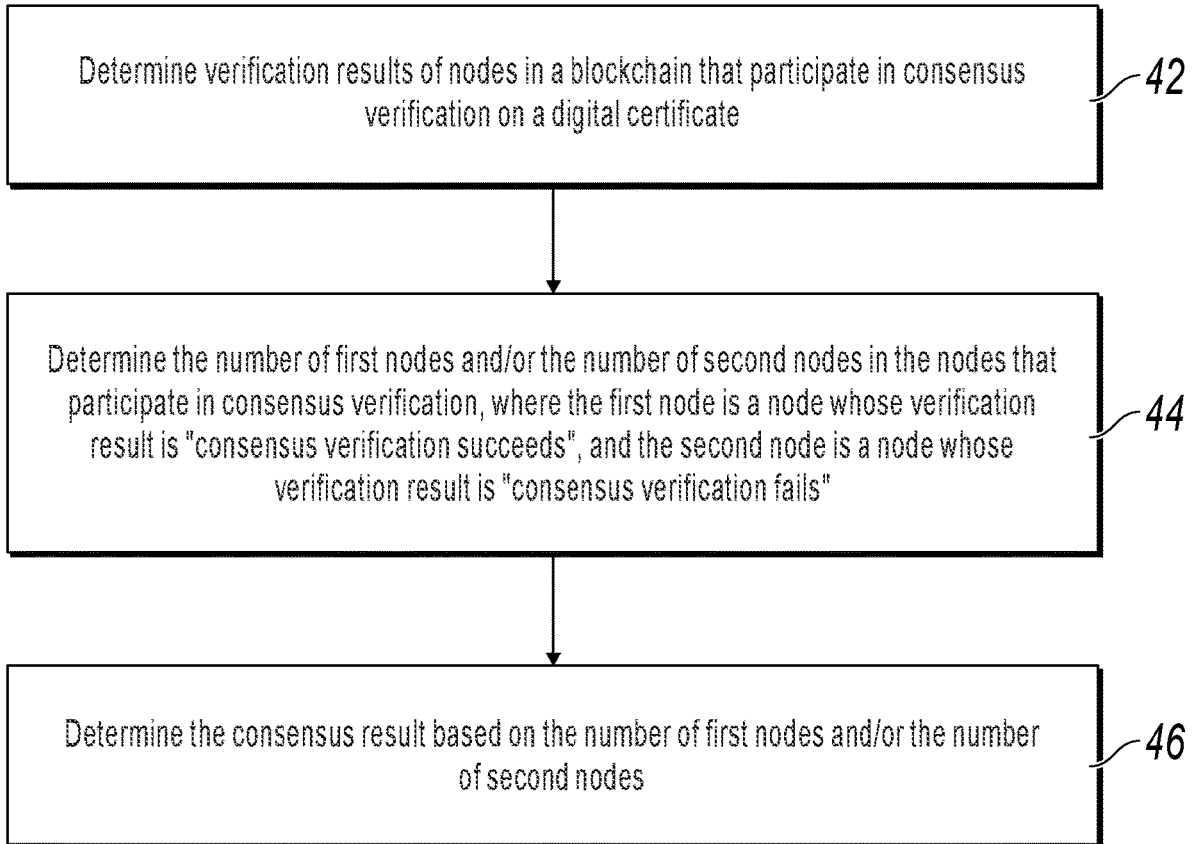 Determine verification results of nodes in a blockchain that participate in consensus
verification on a digital certificate
42
Determine the number of first nodes and/or the number of second nodes in the nodes that
participate in consensus verification, where the first node is a node whose verification
result is "consensus verification succeeds", and the second node is a node whose
verification result is "consensus verification fails"
44
Determine the consensus result based on the number of first nodes and/or the number
of second nodes
46